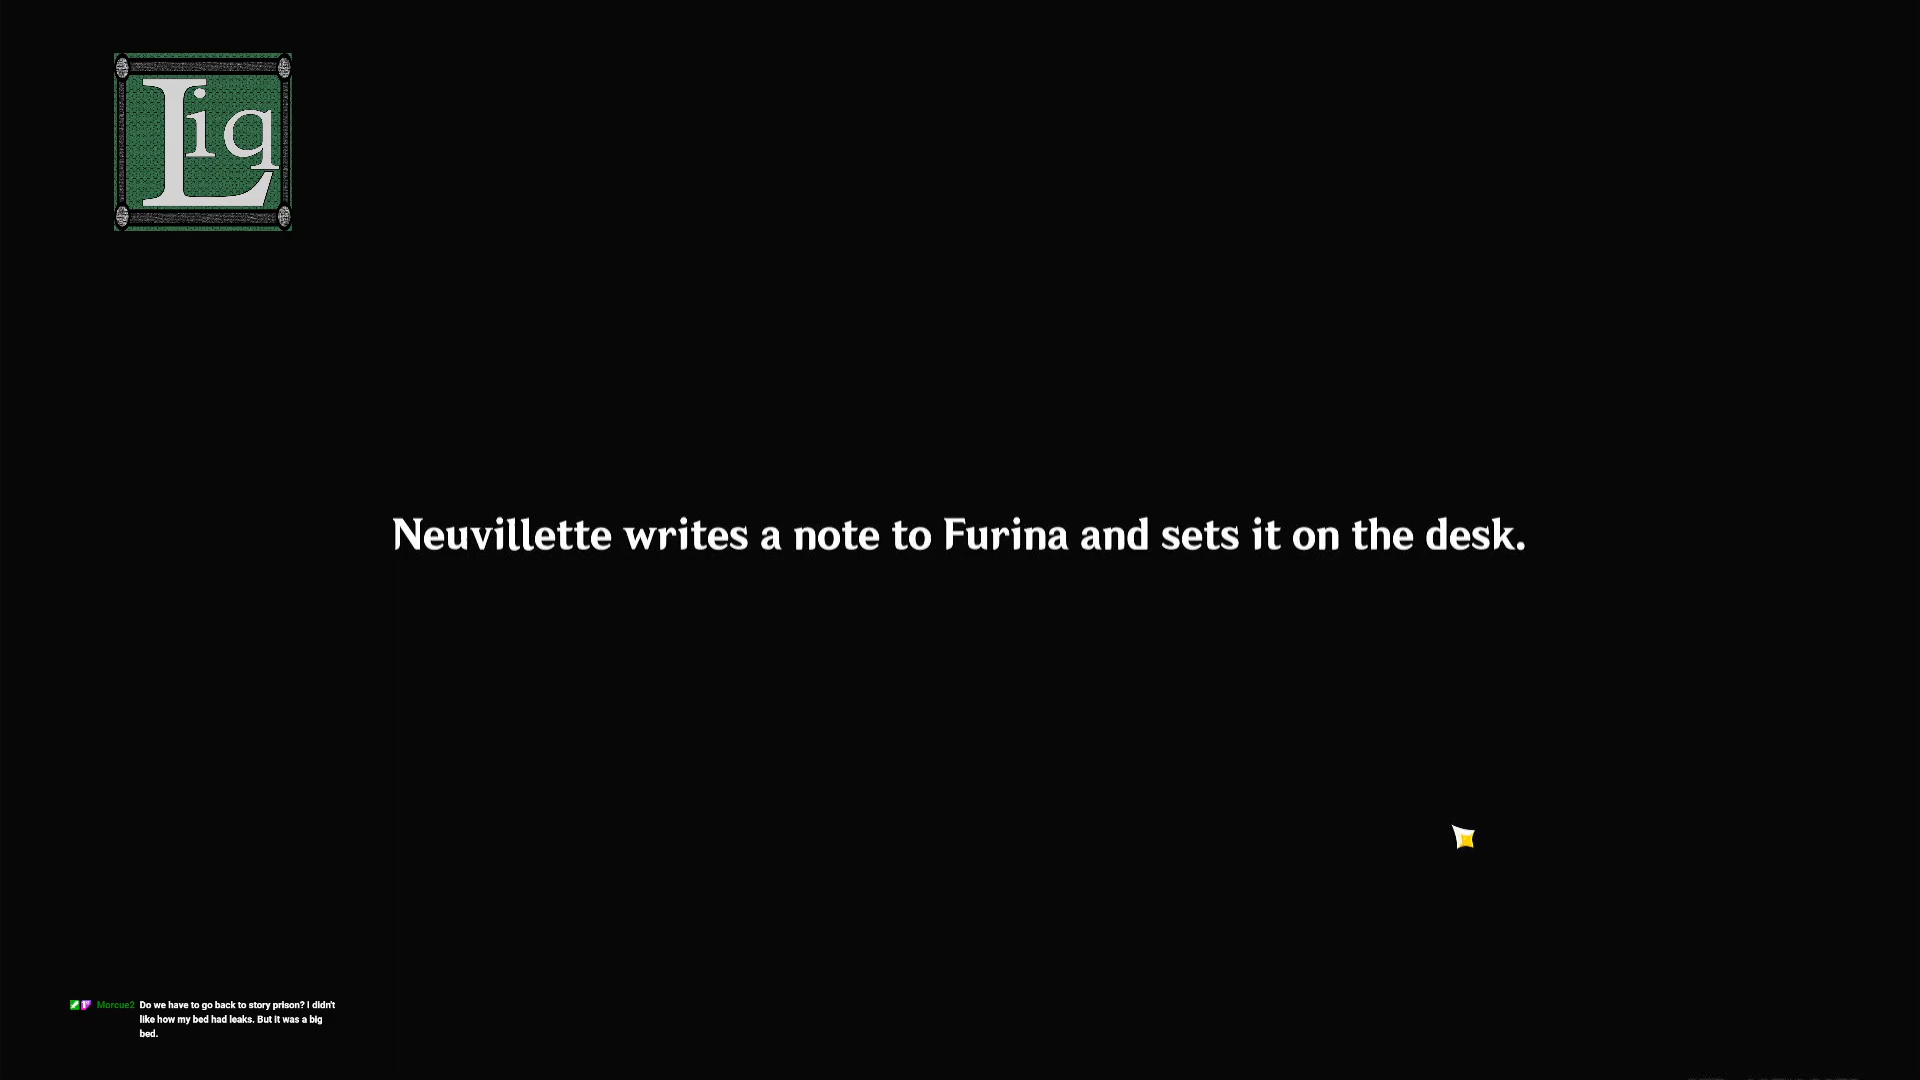 Liq
Neuvillette writes a note to Furina and sets it on the desk.
Morcue2 Do we have to go back to story prison? I didn't
like how my bed had leaks. But it was a big
bed.